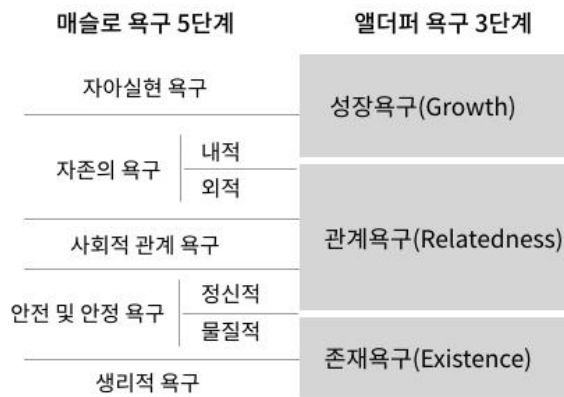 매슬로 욕구 5단계
앨더퍼 욕구 3단계
자아실현 욕구
성장욕구(Growth)
자존의 욕구
내적
외적
사회적 관계 욕구
관계욕구(Relatedness)
안전 및 안정 욕구
정신적
물질적
존재욕구(Existence)
생리적 욕구